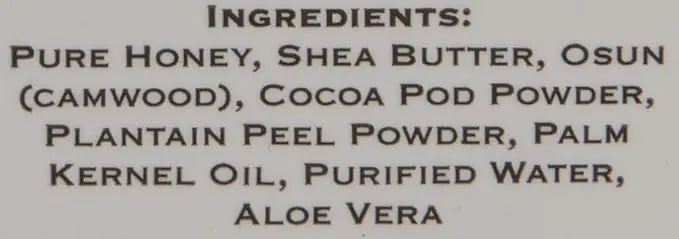 INGREDIENTS:
PURE HONEY, SHEA BUTTER, OSUN
(CAMWOOD), COCOA POD POWDER,
PLANTAIN PEEL POWDER, PALM
KERNEL OIL, PURIFIED WATER,
ALOE VERA